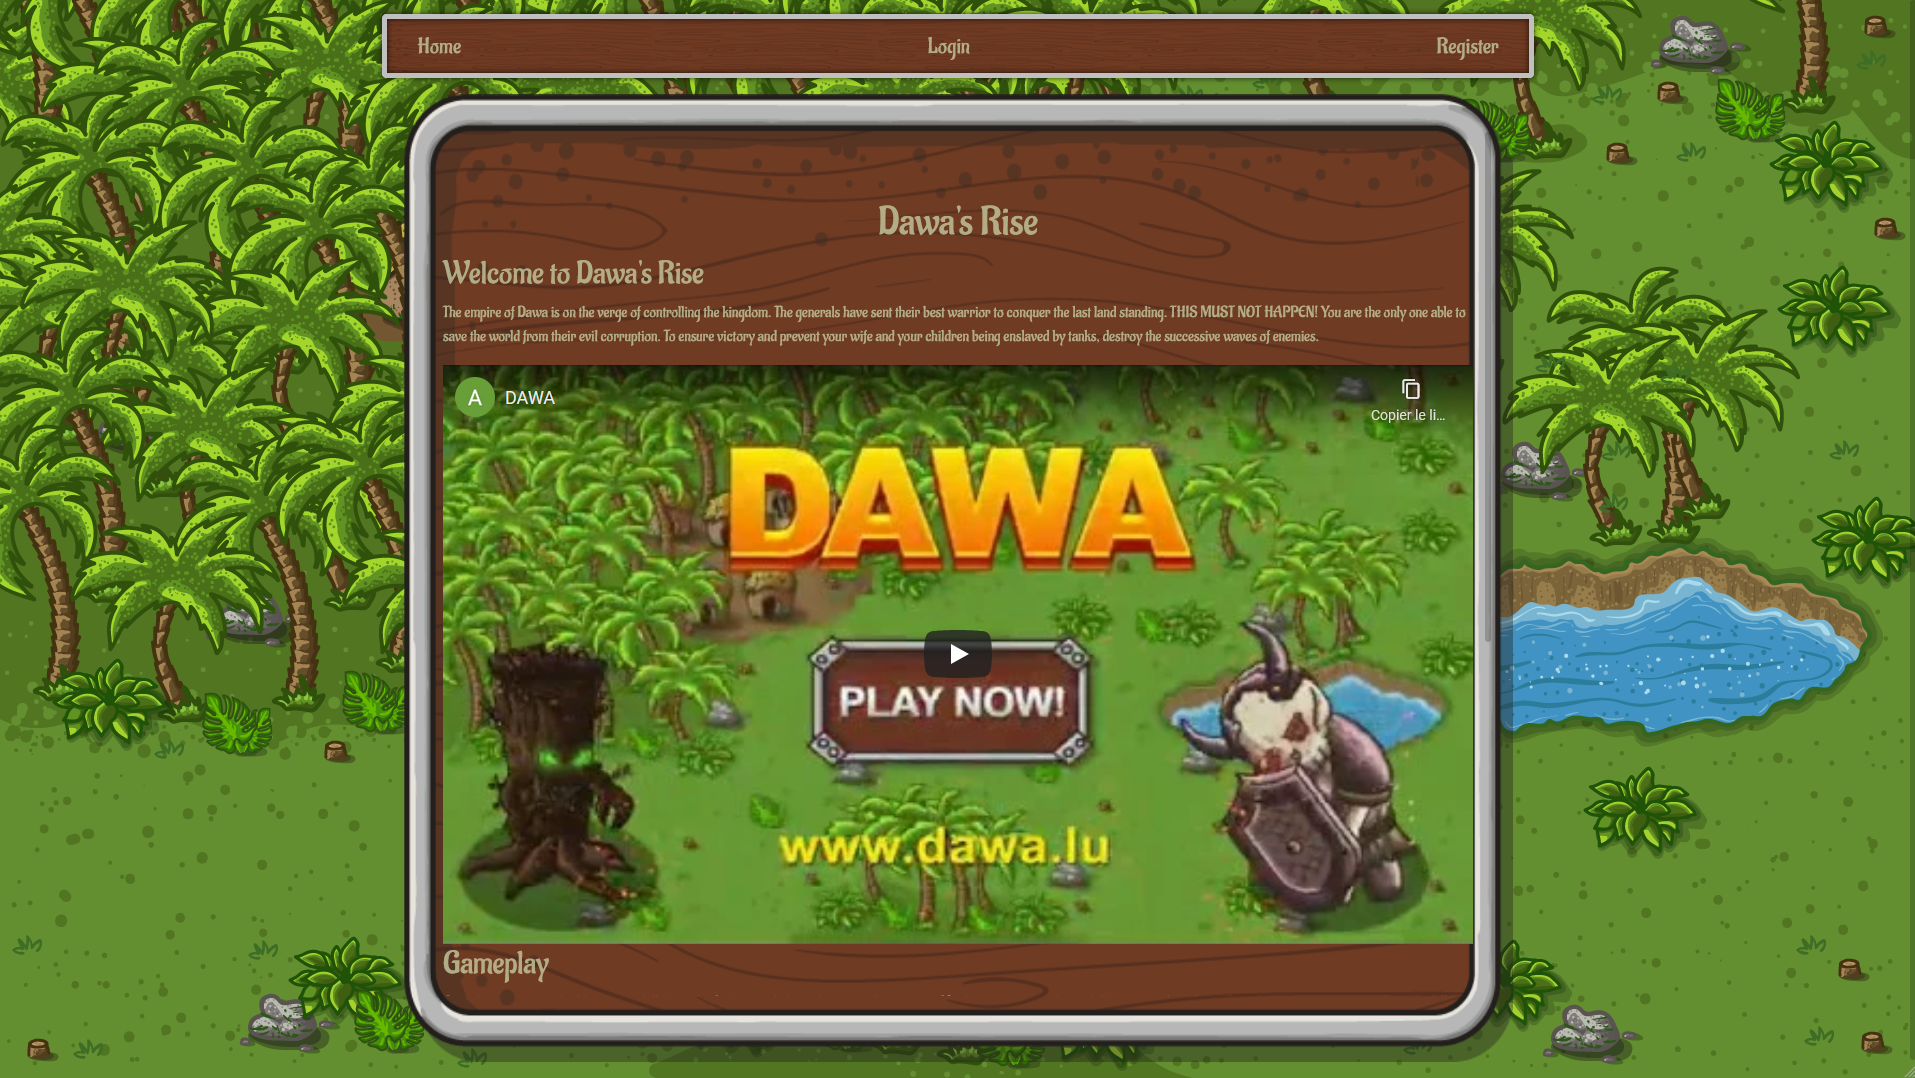 Home
Login
Register
Dawa's Rise
Welcome to Dawa's Rise
The empire of Dawa is on the verge of controlling the kingdom. The generals have sent their best warrior to conquer the last land standing. THIS MUST NOT HAPPEN! You are the only one able to
save the world from their evil corruption. To ensure victory and prevent your wife and your children being enslaved by tanks, destroy the successive waves of enemies.
A
DAWA
Copier le li...
DAWA
PLAY NOW!
www.dawa.lu
Gameplay